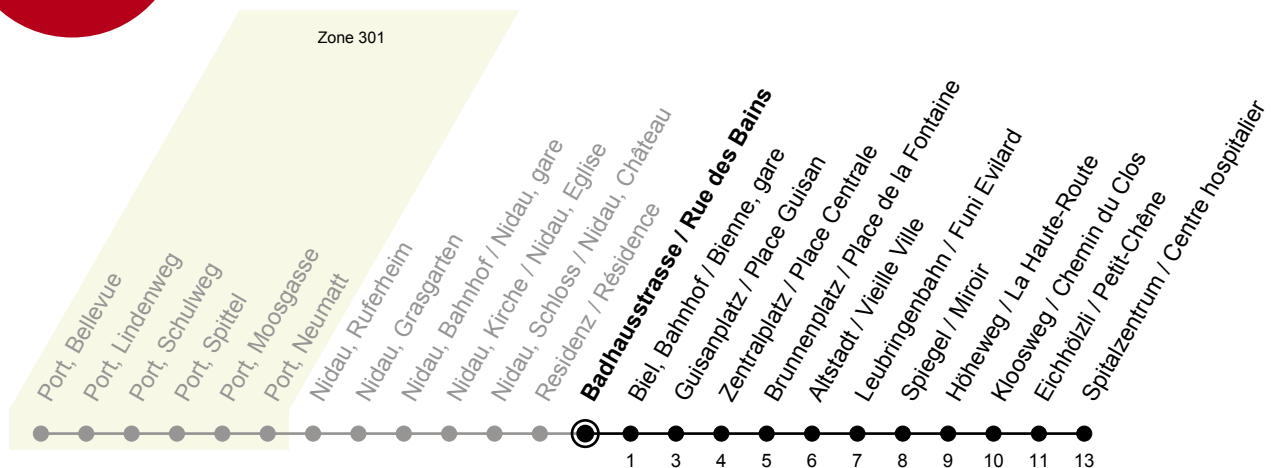 Zone 301
Port, Bellevue
Port, Lindenweg
Port, Schulweg
Port, Spittel
Port, Moosgasse
Port, Neumatt
Nidau, Ruferheim
Nidau, Grasgarten
Nidau, Bahnhof / Nidau, gare
Nidau, Kirche / Nidau, Eglise
Nidau, Schloss / Nidau, Château
Residenz / Résidence
Badhausstrasse / Rue des Bains
Biel, Bahnhof / Bienne, gare
Guisanplatz / Place Guisan
Zentralplatz / Place Centrale
Brunnenplatz / Place de la Fontaine
Altstadt / Vieille Ville
Leubringenbahn / Funi Evilard
Spiegel / Miroir
Höheweg / La Haute-Route
Kloosweg / Chemin du Clos
Eichhölzli / Petit-Chêne
Spitalzentrum / Centre hospitalier
1 3 4 5 6 7 8 9 10 11 13